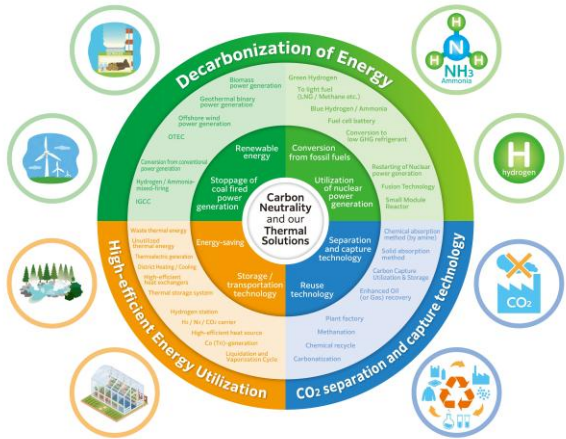 Decarbonization of Energy
Biomass
power generation
Geothermal binary
power generation
Offshore wind
power generation
OTEC
Conversion from conventional
power generation
Hydrogen / Ammonia-
mixed-firing
IGCC
Renewable
energy
Stoppage of
coal fired
power
generation
Green Hydrogen
To light fuel
(LNG / Methane etc.)
Blue Hydrogen / Ammonia
Fuel cell battery
Conversion to
low GHG refrigerant
Restarting of Nuclear
power generation
Fusion Technology
Small Module
Reactor
Conversion
from fossil fuels
Utilization
of nuclear
power
generation
Carbon
Neutrality
and our
Thermal
Solutions
High-efficient Energy Utilization
Waste thermal energy
Unutilized
thermal energy
Thermoelectric generation
District Heating / Cooling
High-efficient
heat exchangers
Thermal storage system
Hydrogen station
H₂ / N₂ / CO₂ carrier
High-efficient heat source
Co (Tri)-generation
Liquidation and
Vaporization Cycle
Energy-saving
Storage /
transportation
technology
CO₂ separation and capture technology
Separation
and capture
technology
Reuse
technology
Chemical absorption
method (by amine)
Solid absorption
method
Carbon Capture
Utilization & Storage
Enhanced Oil
(or Gas) recovery
Plant factory
Methanation
Chemical recycle
Carbonatization
H
H
N
H
NH₃
Ammonia
H
hydrogen
CO₂